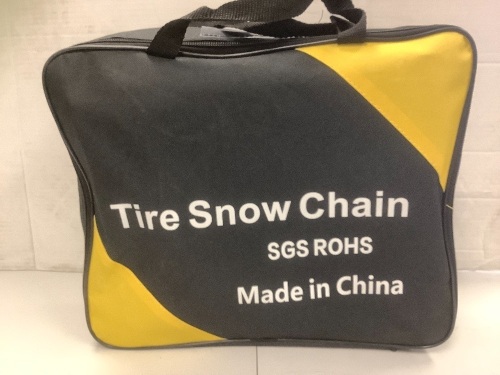 Tire Snow Chain
SGS ROHS
Made in China